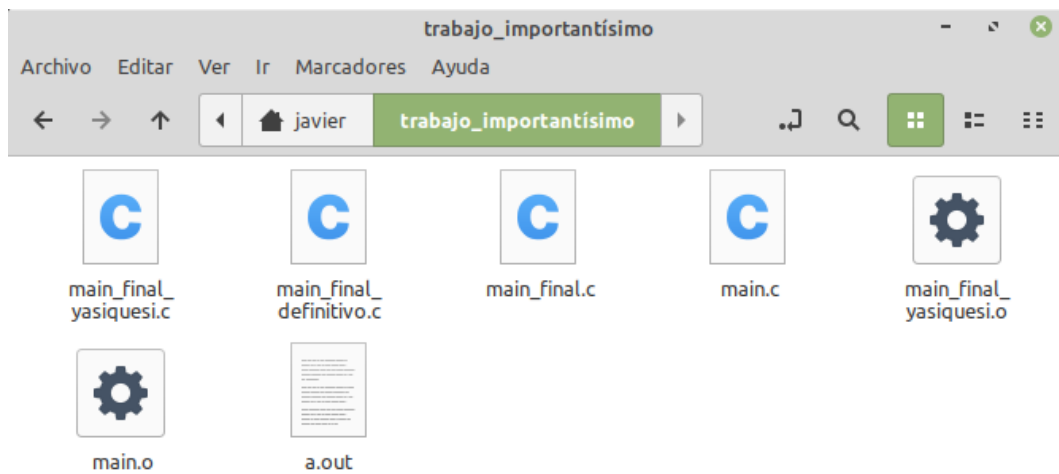 trabajo_importantísimo
Archivo Editar Ver Ir Marcadores Ayuda
javier trabajo_importantísimo
C C C C
main_final_ main_final_ main_final.c main.c main_final_
yasiquesi.c definitivo.c yasiquesi.o
main.o a.out